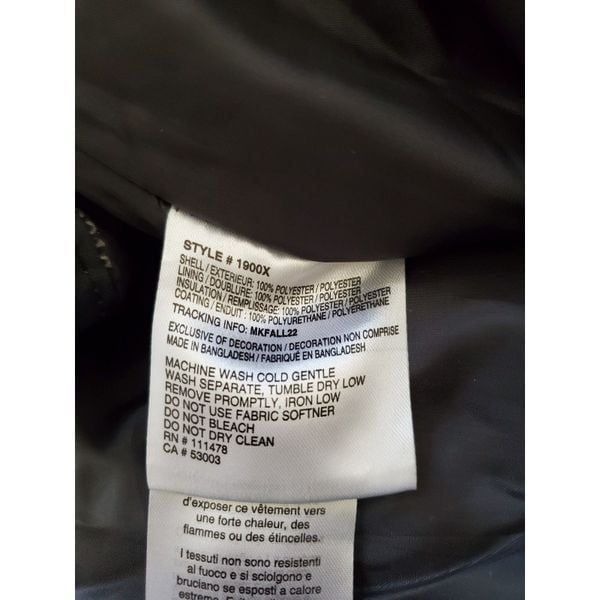 STYLE # 1900X
SHELL / EXTERIEUR: 100% POLYESTER / POLYESTER
LINING / DOUBLURE: 100% POLYESTER / POLYESTER
INSULATION / REMPLISSAGE: 100% POLYESTER / POLYESTER
COATING / ENDUIT : 100% POLYURETHANE / POLYERETHANE
TRACKING INFO: MKFALL22
EXCLUSIVE OF DECORATION / DECORATION NON COMPRISE
MADE IN BANGLADESH / FABRIQUÉ EN BANGLADESH
MACHINE WASH COLD GENTLE
WASH SEPARATE, TUMBLE DRY LOW
REMOVE PROMPTLY, IRON LOW
DO NOT USE FABRIC SOFTNER
DO NOT BLEACH
DO NOT DRY CLEAN
RN # 111478
CA # 53003
d'exposer ce vêtement vers
une forte chaleur, des
flammes ou des étincelles.
I tessuti non sono resistenti
al fuoco e si sciolgono e
bruciano se esposti a calore